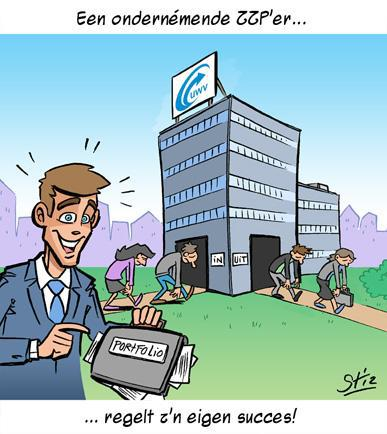 Een ondernémende ZZP'er...
UWV
IN UIT
PORTFOLIO
Stiz
... regelt z'n eigen succes!